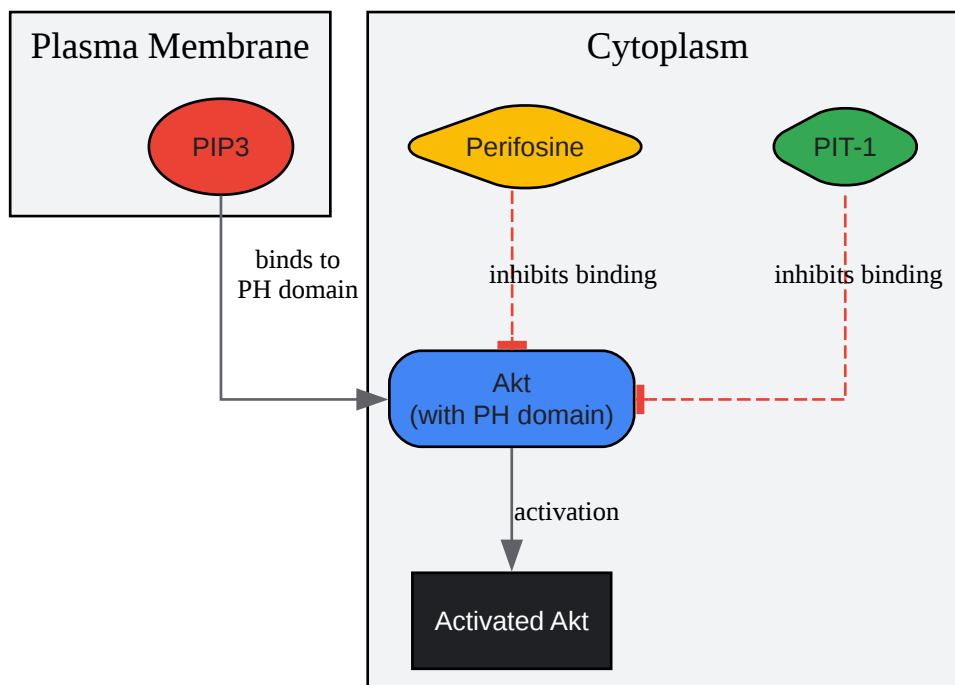 Plasma Membrane
Cytoplasm
PIP3
Perifosine
PIT-1
binds to
PH domain
inhibits binding
inhibits binding
Akt
(with PH domain)
activation
Activated Akt